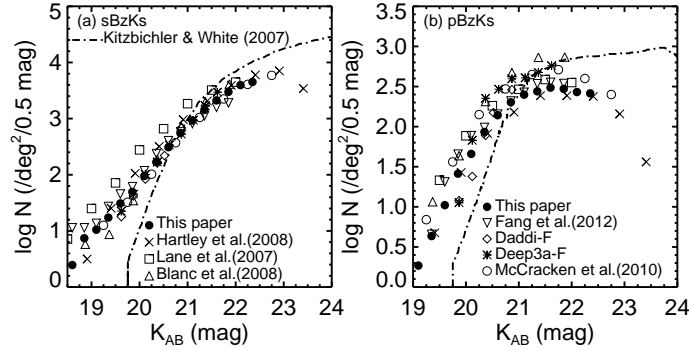 (a) sBzKs
Kitzbichler & White (2007)
log N (/deg²/0.5 mag)
5
4
3
2
1
0
This paper
Hartley et al.(2008)
Lane et al.(2007)
Blanc et al.(2008)
19 20 21 22 23 24
K_AB (mag)
(b) pBzKs
log N (/deg²/0.5 mag)
3.0
2.5
2.0
1.5
1.0
0.5
0.0
This paper
Fang et al.(2012)
Daddi-F
Deep3a-F
McCracken et al.(2010)
19 20 21 22 23 24
K_AB (mag)